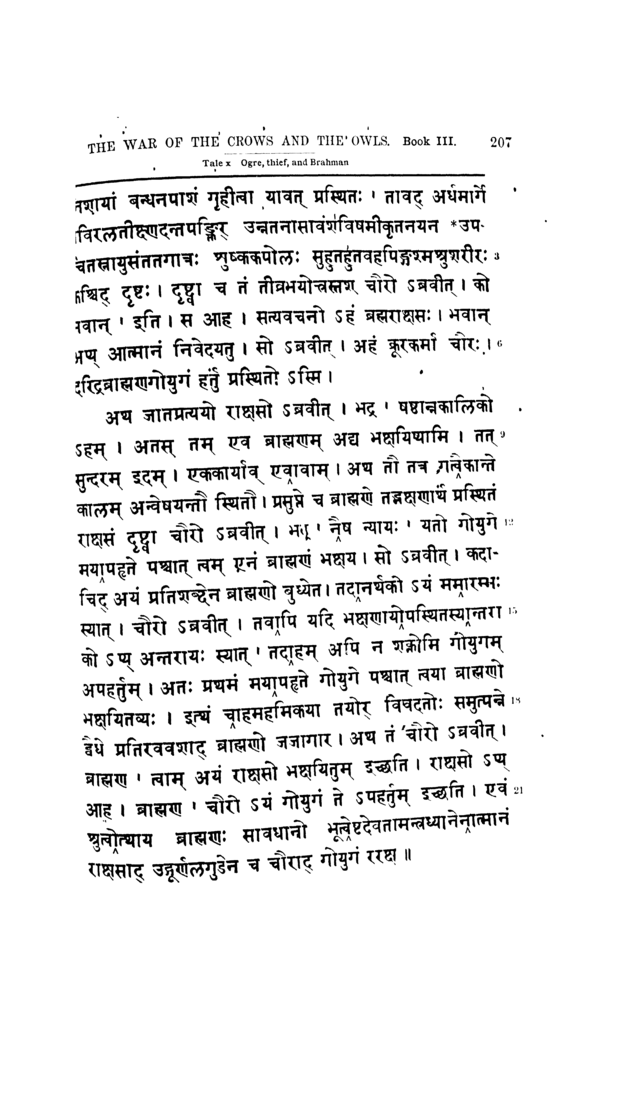 THE WAR OF THE CROWS AND THE OWLS. Book III. 207
Tale x Ogre, thief, and Brahman
तशायां बन्धनपाशं गृहीत्वा यावत् प्रस्थितः ' तावद् अर्धमार्गे
विरलतीक्ष्णदन्तपङ्क्तिर् उन्नतनासावंशविषमीकृतनयन *उप-
चितस्नायुसंततगात्रः शुष्ककपोलः सुहुतहुतवहपिङ्गश्मश्रुशरीरः 3
कश्चिद् दृष्टः । दृष्ट्वा च तं तीव्रभयोत्त्रस्तश् चौरो ऽब्रवीत् । को
भवान् ' इति । स आह । सत्यवचनो ऽहं ब्रह्मराक्षसः । भवान्
अप्य् आत्मानं निवेदयतु । सो ऽब्रवीत् । अहं क्रूरकर्मा चौरः । 6
दरिद्रब्राह्मणगोयुगं हर्तुं प्रस्थितो ऽस्मि ।
अथ जातप्रत्ययो राक्षसो ऽब्रवीत् । भद्र ' षष्ठान्नकालिको
ऽहम् । अतस् तम् एव ब्राह्मणम् अद्य भक्षयिष्यामि । तत् 9
सुन्दरम् इदम् । एककार्याव् एवावाम् । अथ तौ तत्र गत्वैकान्ते
कालम् अन्वेषयन्तौ स्थितौ । प्रसुप्ते च ब्राह्मणे तद्भक्षणार्थं प्रस्थितं
राक्षसं दृष्ट्वा चौरो ऽब्रवीत् । भद्र ' नैष न्यायः ' यतो गोयुगे 12
मयापहृते पश्चात् त्वम् एनं ब्राह्मणं भक्षय । सो ऽब्रवीत् । कदा-
चिद् अयं प्रतिशब्देन ब्राह्मणो बुध्येत । तदानर्थको ऽयं ममारम्भः
स्यात् । चौरो ऽब्रवीत् । तवापि यदि भक्षणायोपस्थितस्यान्तरा 15
को ऽप्य् अन्तरायः स्यात् ' तदाहम् अपि न शक्नोमि गोयुगम्
अपहर्तुम् । अतः प्रथमं मयापहृते गोयुगे पश्चात् त्वया ब्राह्मणो
भक्षयितव्यः । इत्थं चाहमहमिकया तयोर् विवदतोः समुत्पन्ने 18
द्वैधे प्रतिरववशाद् ब्राह्मणो जजागार । अथ तं चौरो ऽब्रवीत् ।
ब्राह्मण ' त्वाम् अयं राक्षसो भक्षयितुम् इच्छति । राक्षसो ऽप्य्
आह । ब्राह्मण ' चौरो ऽयं गोयुगं ते ऽपहर्तुम् इच्छति । एवं 21
श्रुत्वोत्थाय ब्राह्मणः सावधानो भूत्वेष्टदेवतामन्त्रध्यानेनात्मानं
राक्षसाद् उद्गूर्णलगुडेन च चौराद् गोयुगं ररक्ष ॥